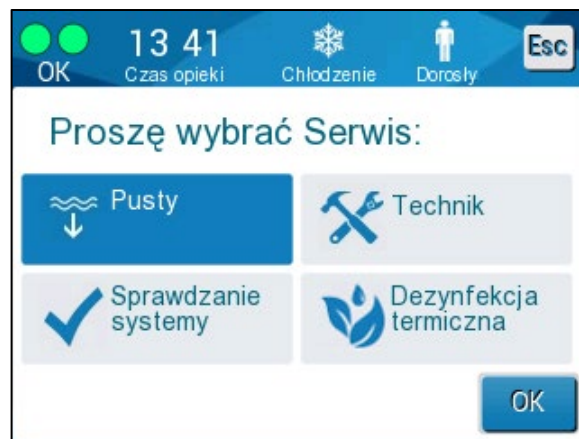 OK
13 41
Czas opieki
Chłodzenie
Dorosły
Esc
Proszę wybrać Serwis:
Pusty
Technik
Sprawdzanie
systemy
Dezynfekcja
termiczna
OK